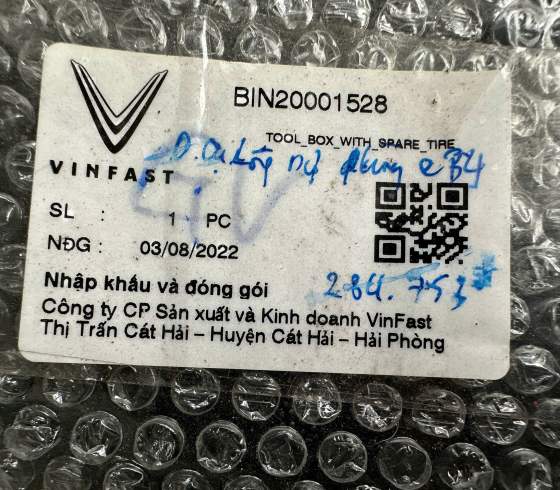 BIN20001528
TOOL_BOX_WITH_SPARE_TIRE
VINFAST
SL : 1 PC
NĐG : 03/08/2022
284.753
Nhập khẩu và đóng gói
Công ty CP Sản xuất và Kinh doanh VinFast
Thị Trấn Cát Hải – Huyện Cát Hải – Hải Phòng